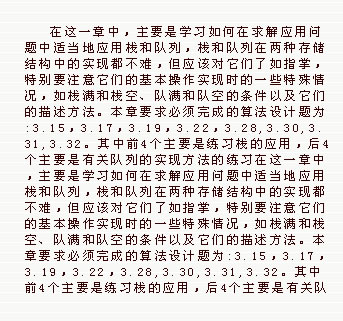 在这一章中，主要是学习如何在求解应用问
题中适当地应用栈和队列，栈和队列在两种存储
结构中的实现都不难，但应该对它们了如指掌，
特别要注意它们的基本操作实现时的一些特殊情
况，如栈满和栈空、队满和队空的条件以及它们
的描述方法。本章要求必须完成的算法设计题为
:3.15，3.17，3.19，3.22，3.28,3.30,3.
31,3.32。其中前4个主要是练习栈的应用，后4
个主要是有关队列的实现方法的练习在这一章中
，主要是学习如何在求解应用问题中适当地应用
栈和队列，栈和队列在两种存储结构中的实现都
不难，但应该对它们了如指掌，特别要注意它们
的基本操作实现时的一些特殊情况，如栈满和栈
空、队满和队空的条件以及它们的描述方法。本
章要求必须完成的算法设计题为:3.15，3.17，
3.19，3.22，3.28,3.30,3.31,3.32。其中
前4个主要是练习栈的应用，后4个主要是有关队